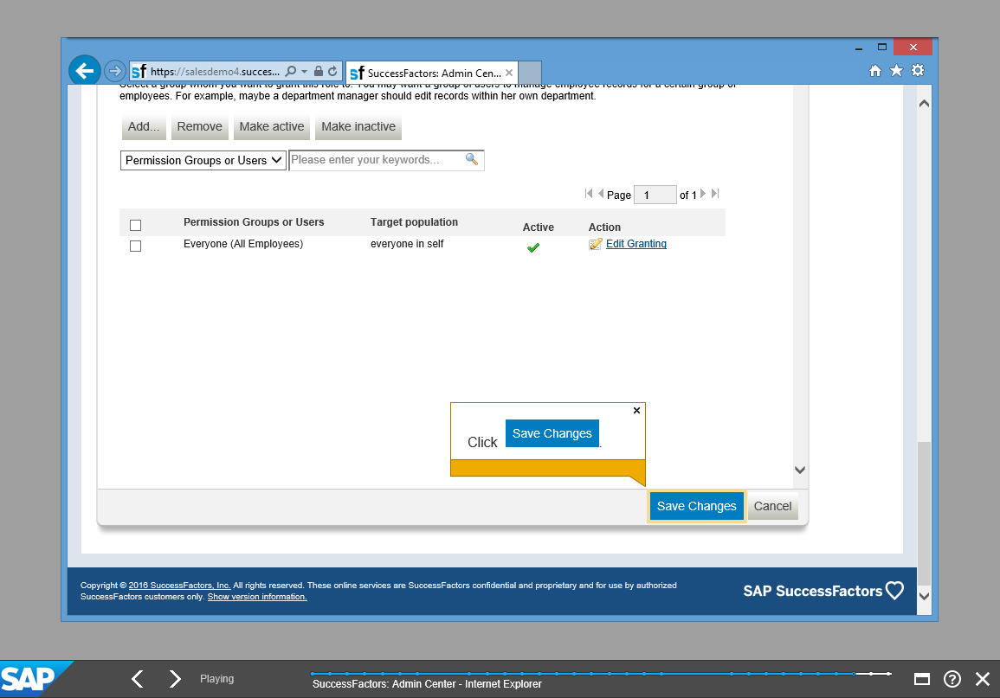 sf https://salesdemo4.succes...
sf SuccessFactors: Admin Cen...
Select a group whom you want to grant this role to. You may want a group of users to manage employee records for a certain group of
employees. For example, maybe a department manager should edit records within her own department.
Add... Remove Make active Make inactive
Permission Groups or Users Please enter your keywords...
Page 1 of 1
Permission Groups or Users Target population Active Action
Everyone (All Employees) everyone in self Edit Granting
Click Save Changes .
Save Changes Cancel
Copyright © 2016 SuccessFactors, Inc. All rights reserved. These online services are SuccessFactors confidential and proprietary and for use by authorized
SuccessFactors customers only. Show version information.
SAP SuccessFactors
SAP Playing
SuccessFactors: Admin Center - Internet Explorer